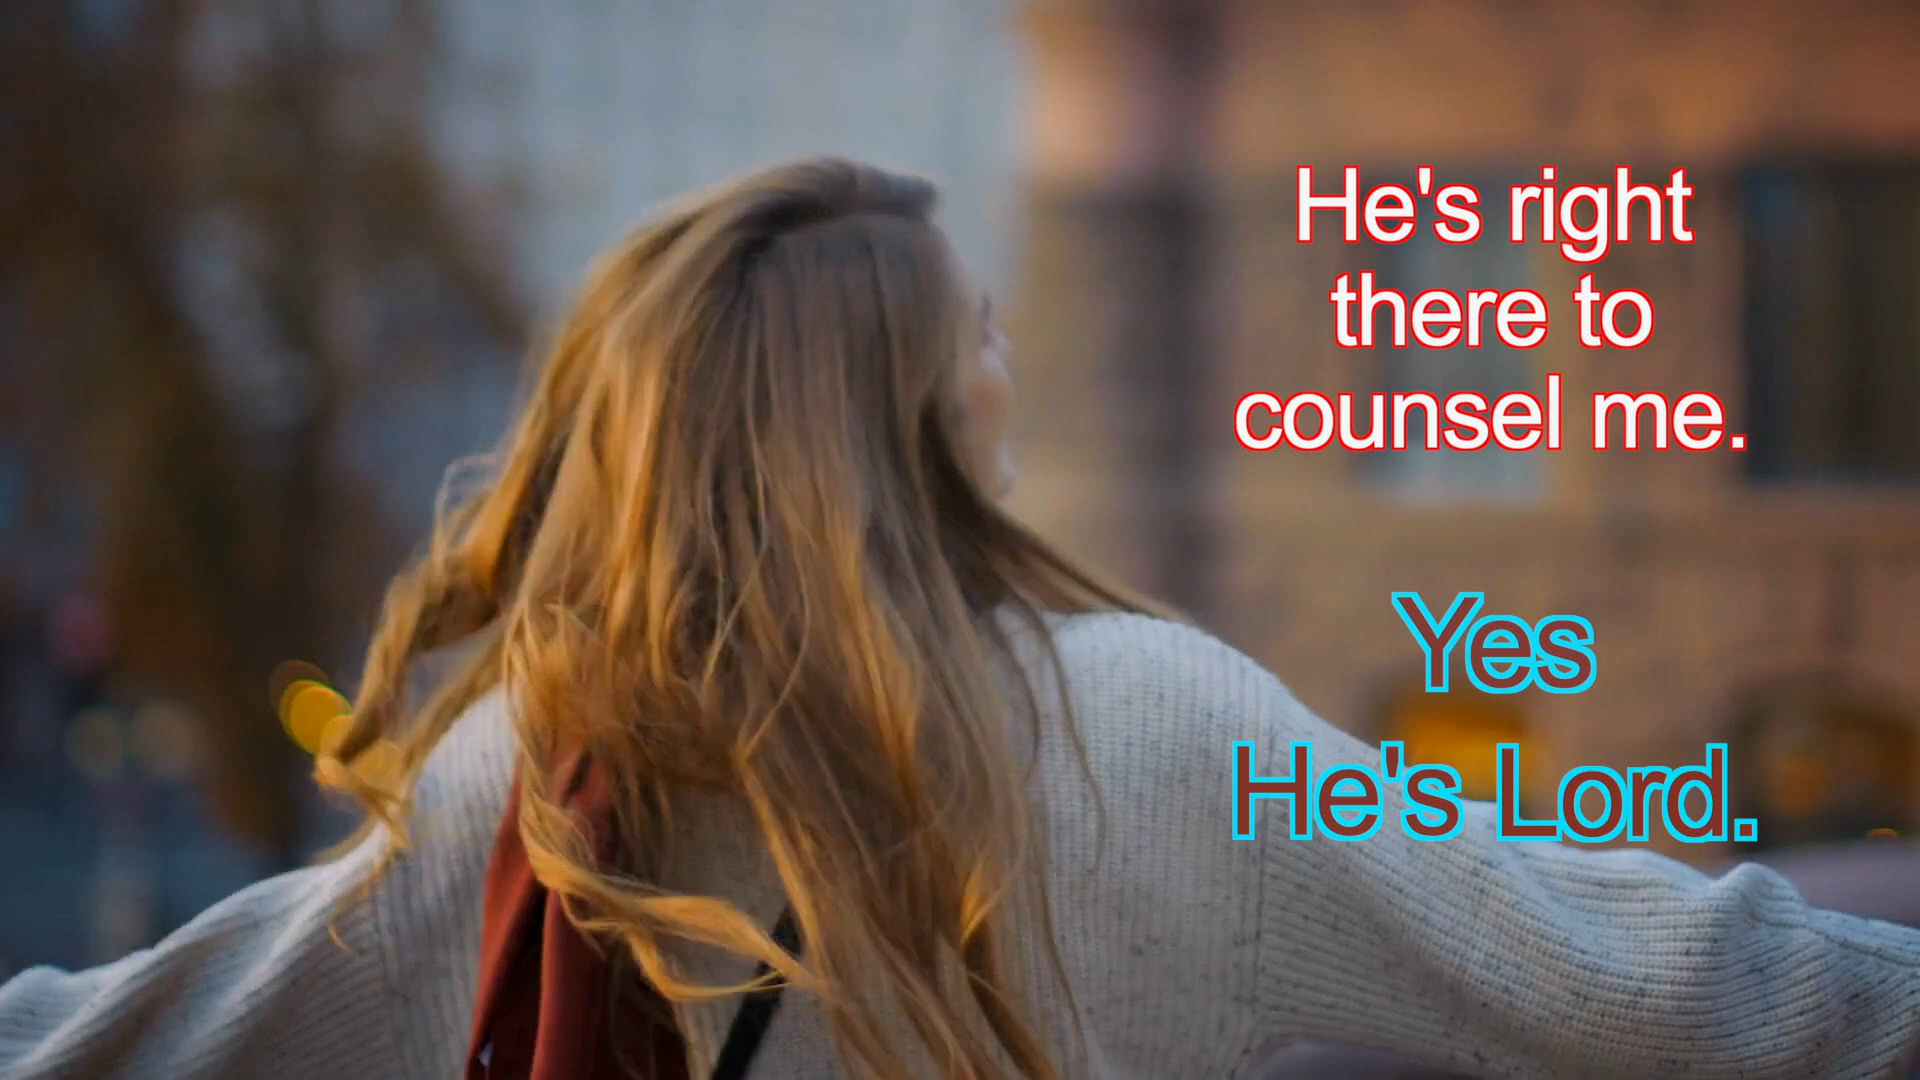 He's right
there to
counsel me.
Yes
He's Lord.